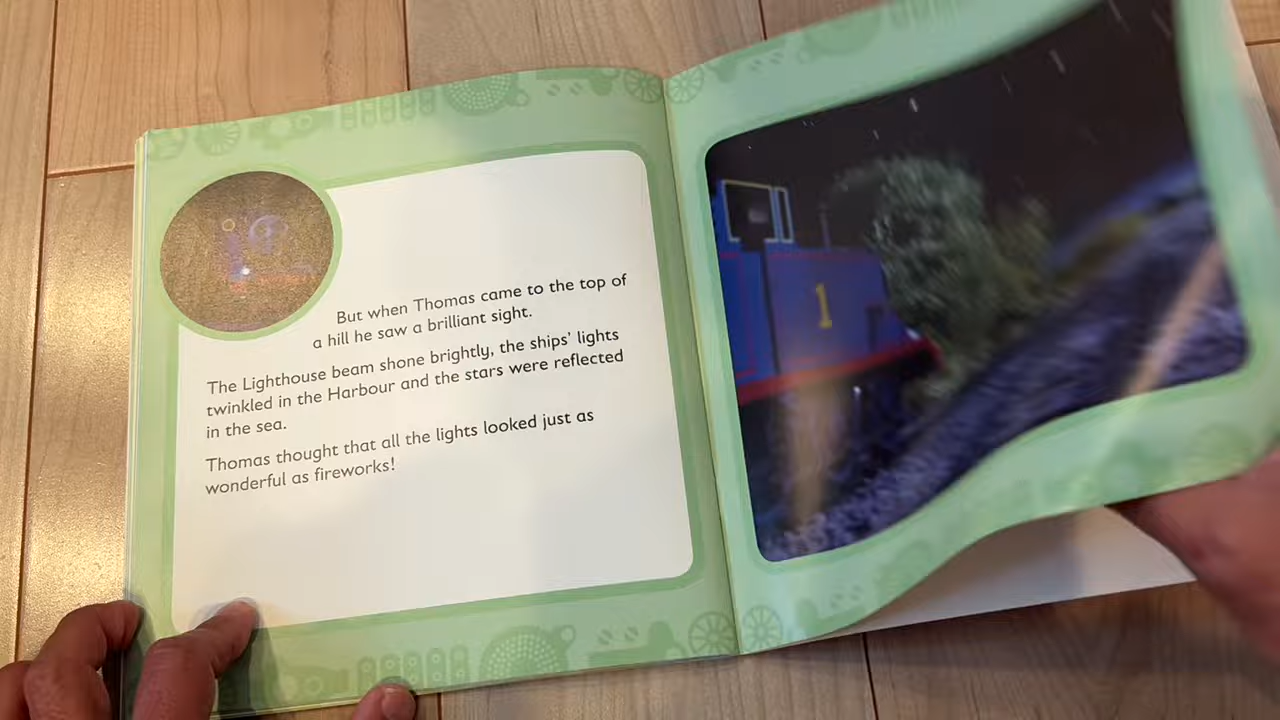 But when Thomas came to the top of
a hill he saw a brilliant sight.
The Lighthouse beam shone brightly, the ships' lights
twinkled in the Harbour and the stars were reflected
in the sea.
Thomas thought that all the lights looked just as
wonderful as fireworks!
1